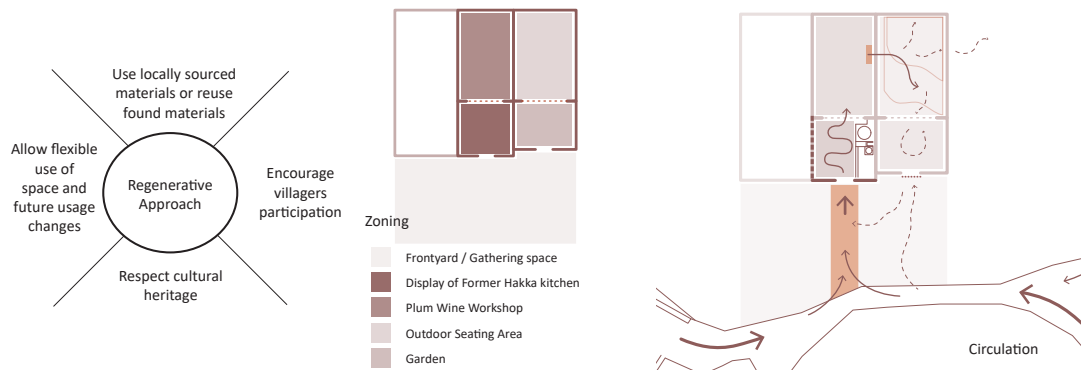 Use locally sourced
materials or reuse
found materials
Allow flexible
use of
space and
future usage
changes
Regenerative
Approach
Encourage
villagers
participation
Respect cultural
heritage
Zoning
Frontyard / Gathering space
Display of Former Hakka kitchen
Plum Wine Workshop
Outdoor Seating Area
Garden
Circulation